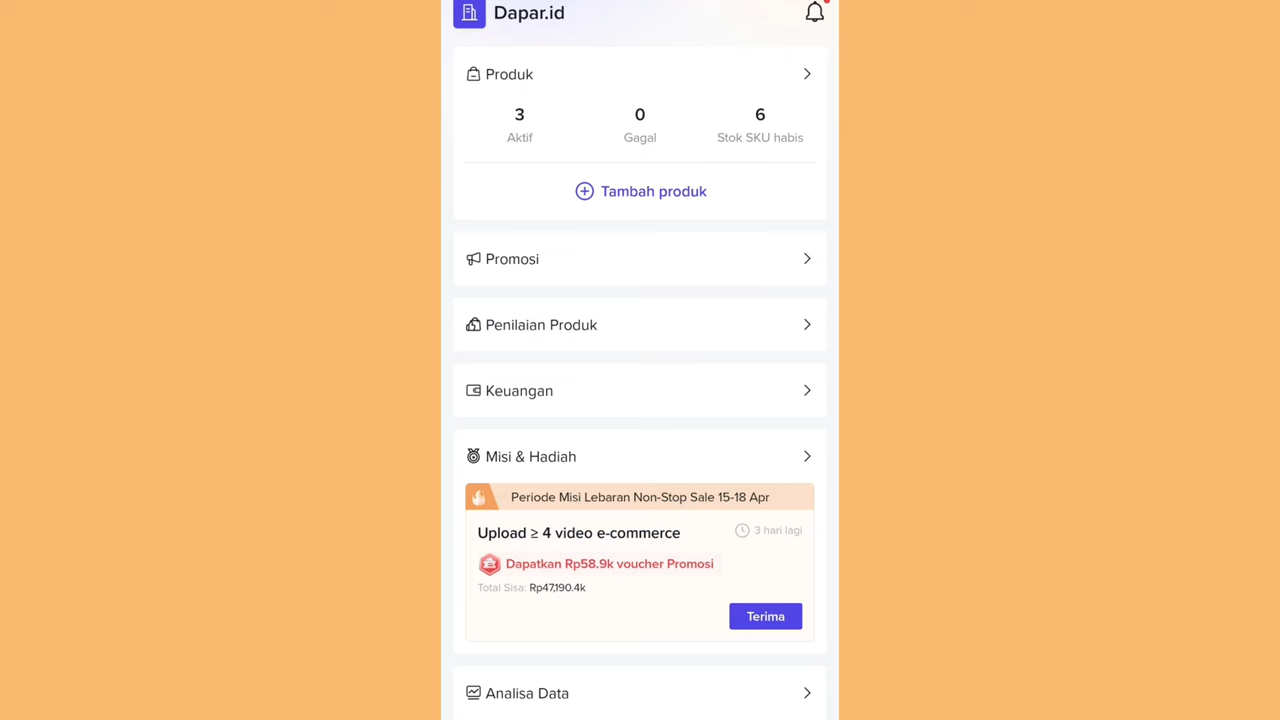 Dapar.id
Produk
3 0 6
Aktif Gagal Stok SKU habis
Tambah produk
Promosi
Penilaian Produk
Keuangan
Misi & Hadiah
Periode Misi Lebaran Non-Stop Sale 15-18 Apr
Upload ≥ 4 video e-commerce 3 hari lagi
Dapatkan Rp58.9k voucher Promosi
Total Sisa: Rp47,190.4k
Terima
Analisa Data